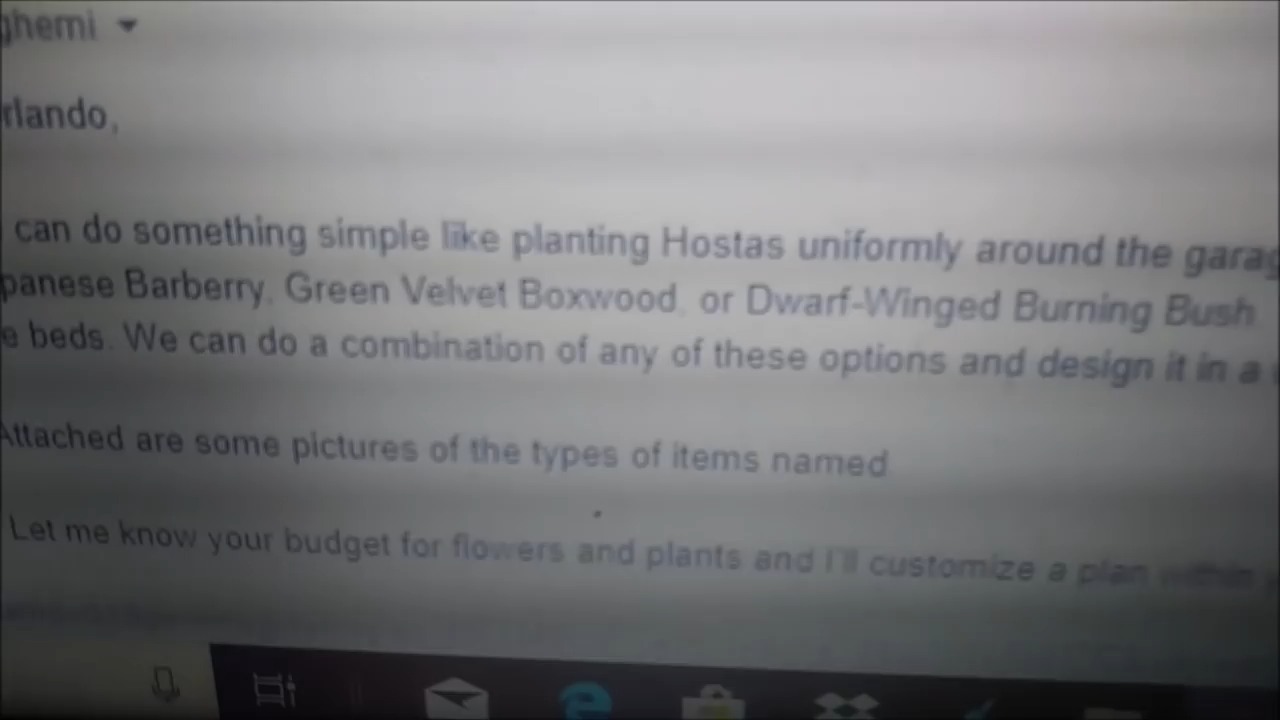 ghemi
rlando,
can do something simple like planting Hostas uniformly around the garag
panese Barberry, Green Velvet Boxwood, or Dwarf-Winged Burning Bush
e beds. We can do a combination of any of these options and design it in a
Attached are some pictures of the types of items named
Let me know your budget for flowers and plants and I'll customize a plan within